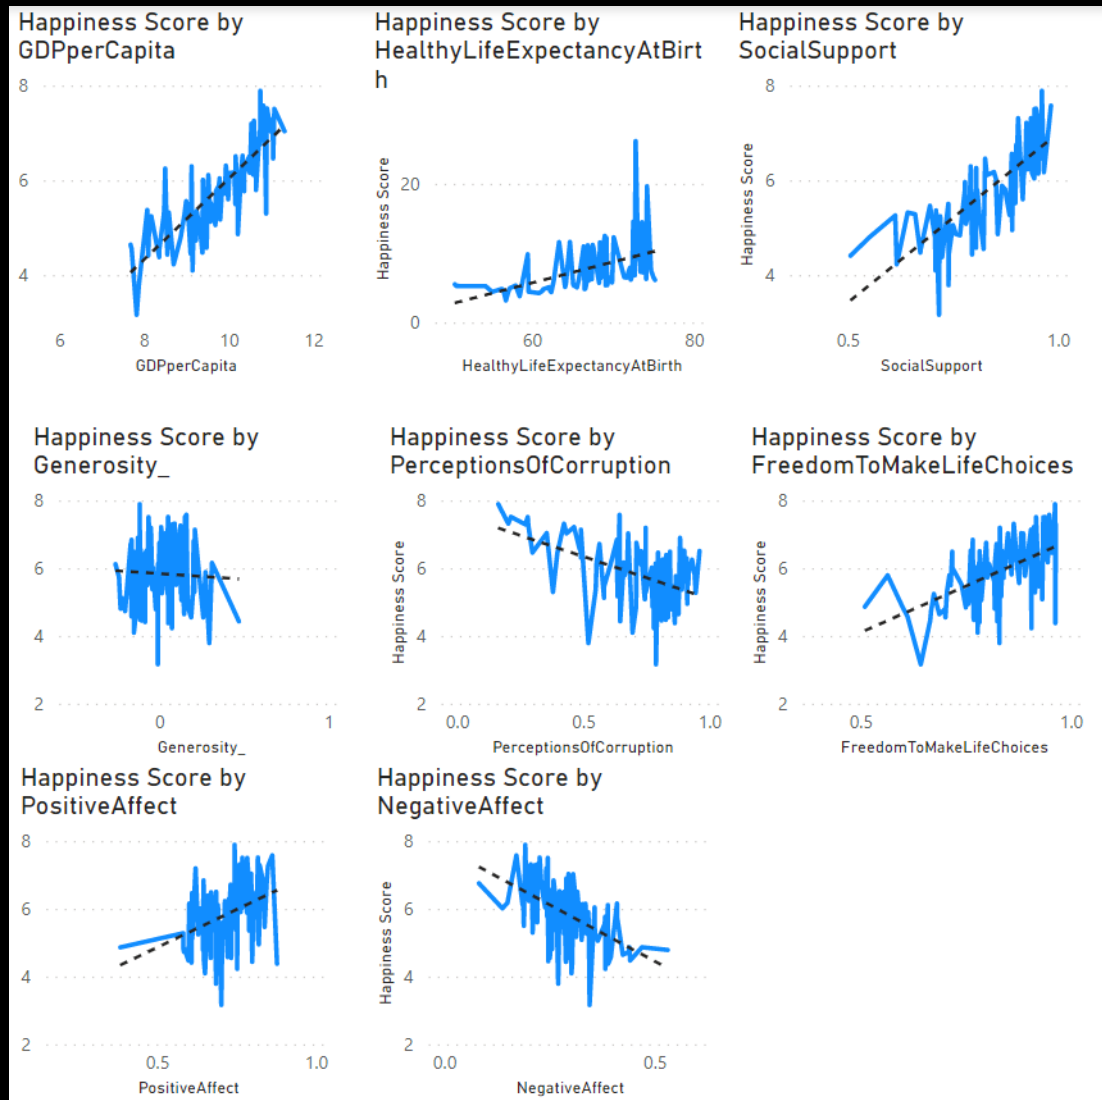 Happiness Score by
GDPperCapita
8
6
4
6 8 10 12
GDPperCapita
Happiness Score by
HealthyLifeExpectancyAtBirt
h
Happiness Score
20
0
60 80
HealthyLifeExpectancyAtBirth
Happiness Score by
SocialSupport
Happiness Score
8
6
4
0.5 1.0
SocialSupport
Happiness Score by
Generosity_
8
6
4
2
0 1
Generosity_
Happiness Score by
PerceptionsOfCorruption
Happiness Score
8
6
4
2
0.0 0.5 1.0
PerceptionsOfCorruption
Happiness Score by
FreedomToMakeLifeChoices
Happiness Score
8
6
4
2
0.5 1.0
FreedomToMakeLifeChoices
Happiness Score by
PositiveAffect
8
6
4
2
0.5 1.0
PositiveAffect
Happiness Score by
NegativeAffect
Happiness Score
8
6
4
2
0.0 0.5
NegativeAffect